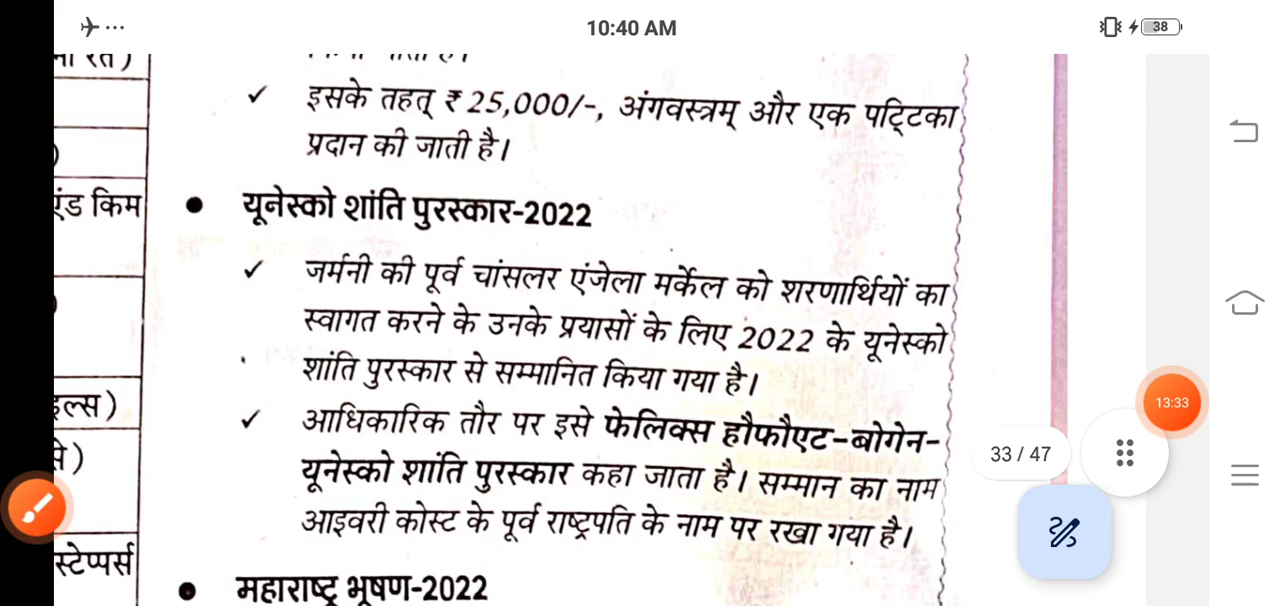 10:40 AM
38
इसके तहत् ₹ 25,000/-, अंगवस्त्रम् और एक पट्टिका
प्रदान की जाती है।
एंड किम
● यूनेस्को शांति पुरस्कार-2022
✓ जर्मनी की पूर्व चांसलर एंजेला मर्केल को शरणार्थियों का
स्वागत करने के उनके प्रयासों के लिए 2022 के यूनेस्को
शांति पुरस्कार से सम्मानित किया गया है।
✓ आधिकारिक तौर पर इसे फेलिक्स हौफौएट-बोगेन-
यूनेस्को शांति पुरस्कार कहा जाता है। सम्मान का नाम
आइवरी कोस्ट के पूर्व राष्ट्रपति के नाम पर रखा गया है।
स्टेप्पर्स
● महाराष्ट्र भूषण-2022
33 / 47
13:33